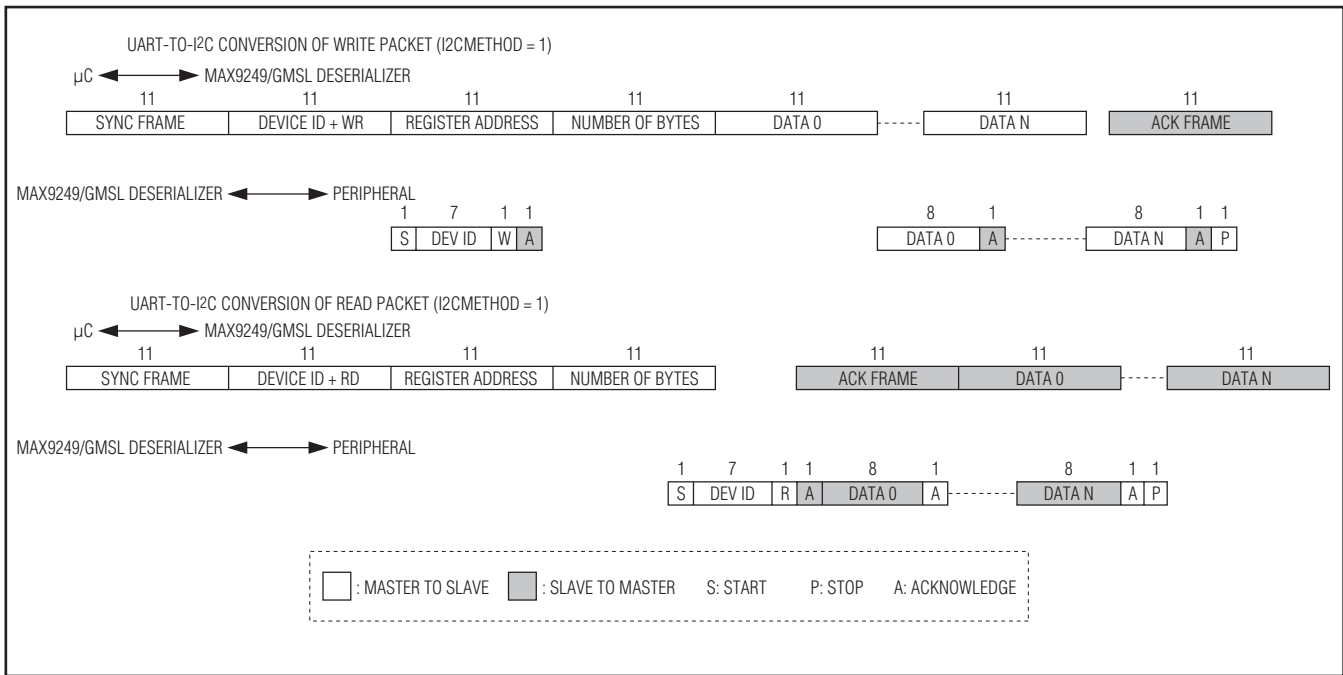 UART-TO-I2C CONVERSION OF WRITE PACKET (I2CMETHOD = 1)
µC MAX9249/GMSL DESERIALIZER
11 11 11 11 11 11 11
SYNC FRAME DEVICE ID + WR REGISTER ADDRESS NUMBER OF BYTES DATA 0 DATA N ACK FRAME
MAX9249/GMSL DESERIALIZER PERIPHERAL
1 7 1 1 8 1 8 1 1
S DEV ID W A DATA 0 A DATA N A P
UART-TO-I2C CONVERSION OF READ PACKET (I2CMETHOD = 1)
µC MAX9249/GMSL DESERIALIZER
11 11 11 11 11 11 11
SYNC FRAME DEVICE ID + RD REGISTER ADDRESS NUMBER OF BYTES ACK FRAME DATA 0 DATA N
MAX9249/GMSL DESERIALIZER PERIPHERAL
1 7 1 1 8 1 8 1 1
S DEV ID R A DATA 0 A DATA N A P
: MASTER TO SLAVE : SLAVE TO MASTER S: START P: STOP A: ACKNOWLEDGE